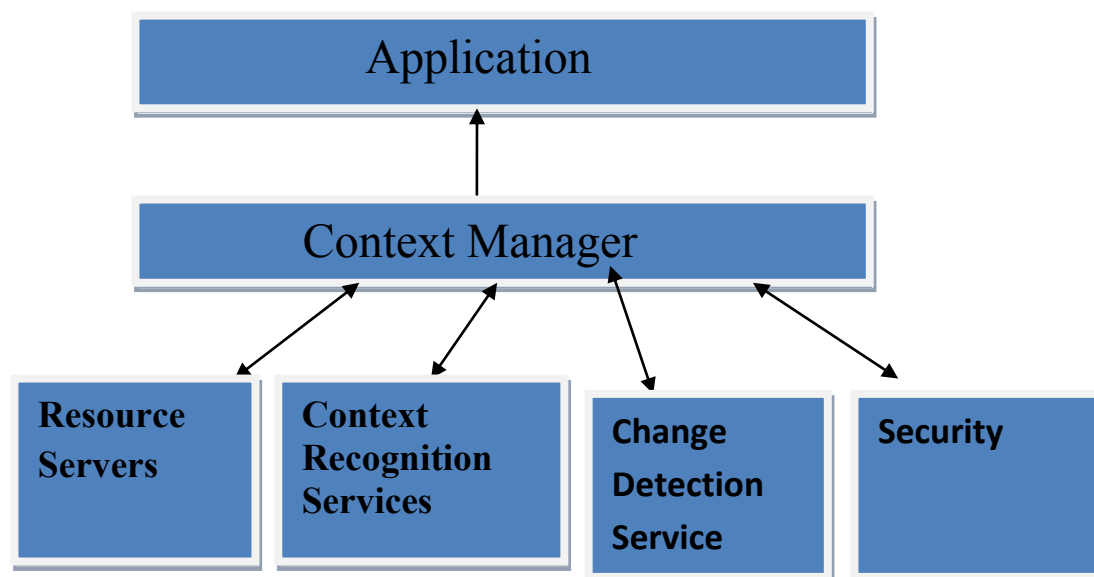 Application
Context Manager
Resource
Servers
Context
Recognition
Services
Change
Detection
Service
Security